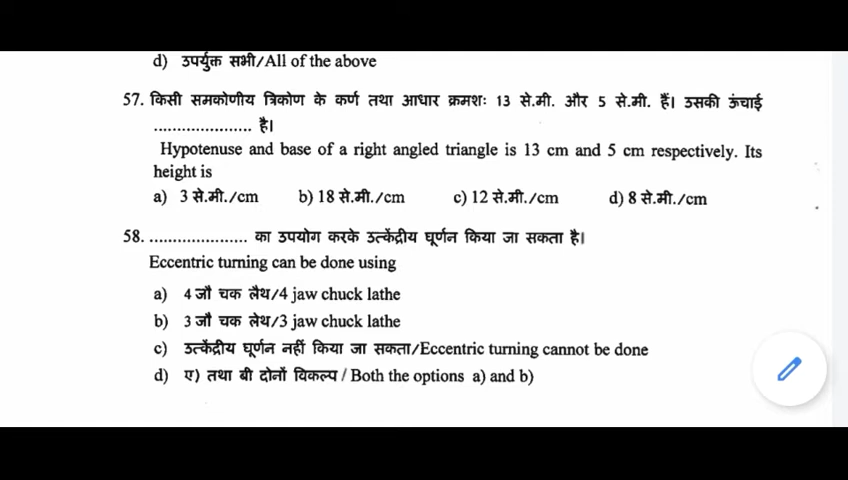 d) उपर्युक्त सभी/All of the above
57. किसी समकोणीय त्रिकोण के कर्ण तथा आधार क्रमशः 13 से.मी. और 5 से.मी. हैं। उसकी ऊंचाई
..................... है।
Hypotenuse and base of a right angled triangle is 13 cm and 5 cm respectively. Its
height is
a) 3 से.मी./cm b) 18 से.मी./cm c) 12 से.मी./cm d) 8 से.मी./cm
58. ..................... का उपयोग करके उत्केंद्रीय घूर्णन किया जा सकता है।
Eccentric turning can be done using
a) 4 जौ चक लैथ/4 jaw chuck lathe
b) 3 जौ चक लेथ/3 jaw chuck lathe
c) उत्केंद्रीय घूर्णन नहीं किया जा सकता/Eccentric turning cannot be done
d) ए) तथा बी दोनों विकल्प / Both the options a) and b)